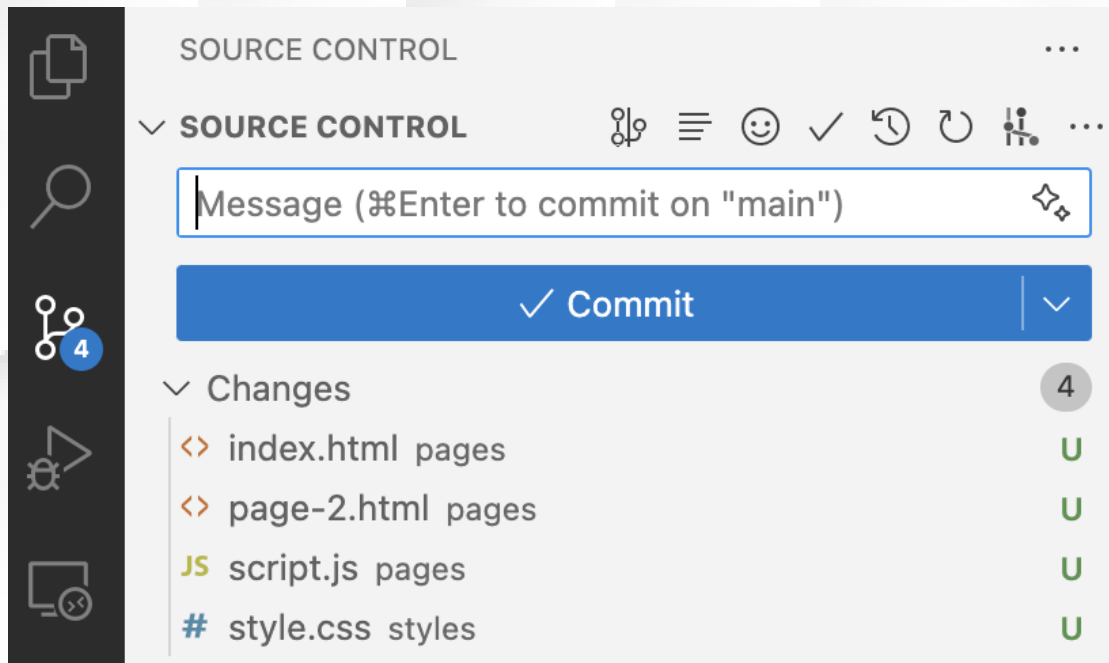 SOURCE CONTROL
SOURCE CONTROL
Message (⌘Enter to commit on "main")
Commit
4
Changes 4
index.html pages U
page-2.html pages U
JS script.js pages U
# style.css styles U